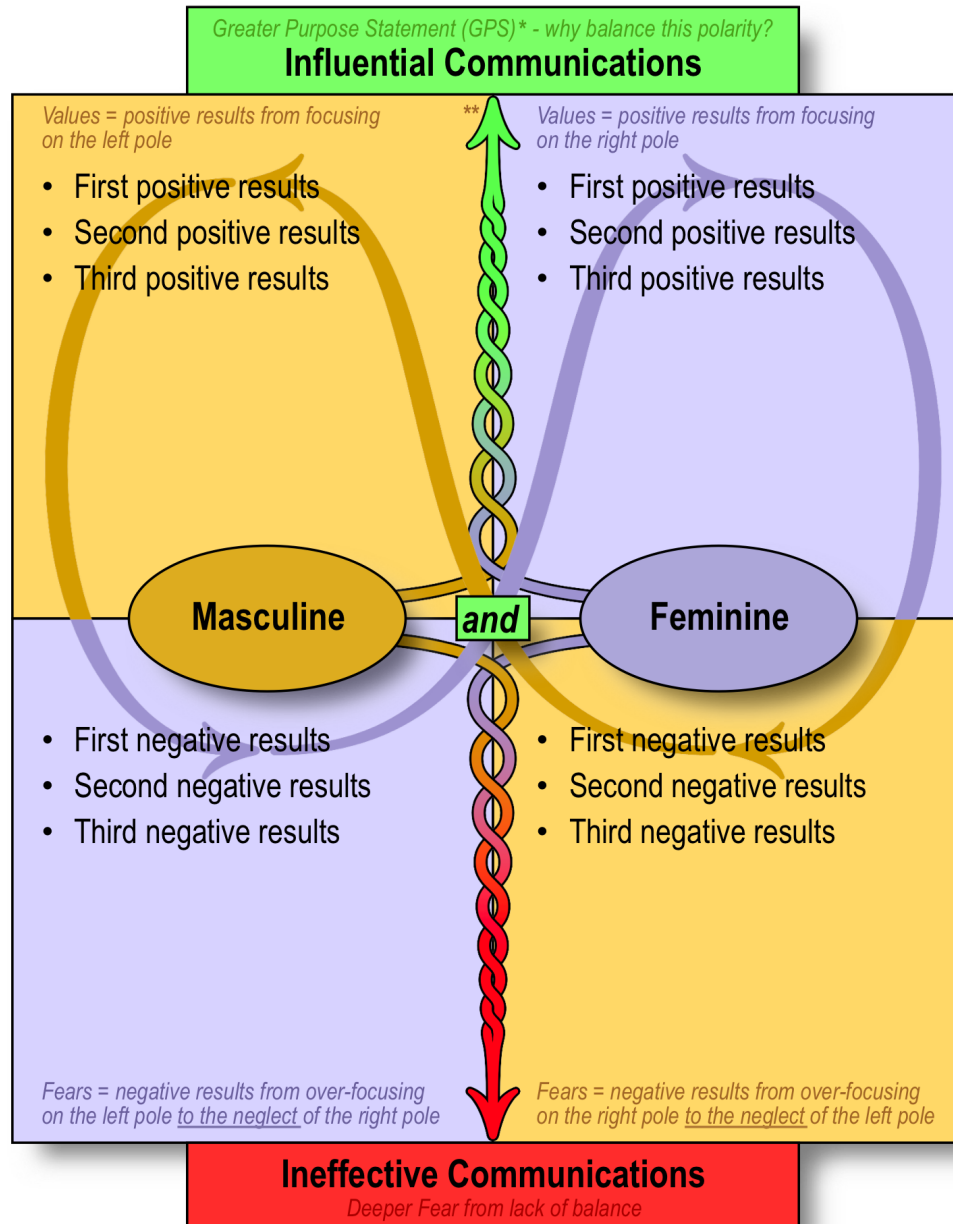 Greater Purpose Statement (GPS)* - why balance this polarity?
Influential Communications
Values = positive results from focusing
on the left pole
**
Values = positive results from focusing
on the right pole
• First positive results
• Second positive results
• Third positive results
• First positive results
• Second positive results
• Third positive results
Masculine
and
Feminine
• First negative results
• Second negative results
• Third negative results
• First negative results
• Second negative results
• Third negative results
Fears = negative results from over-focusing
on the left pole to the neglect of the right pole
Fears = negative results from over-focusing
on the right pole to the neglect of the left pole
Ineffective Communications
Deeper Fear from lack of balance